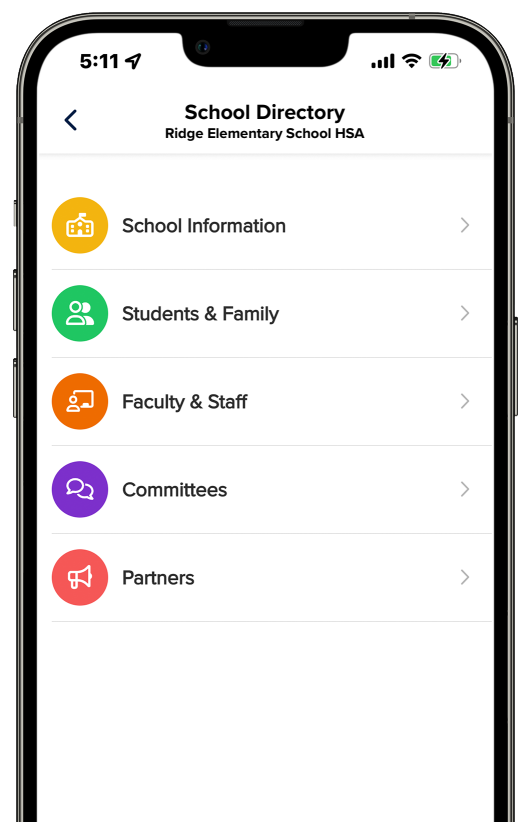 5:11
School Directory
Ridge Elementary School HSA
School Information
Students & Family
Faculty & Staff
Committees
Partners